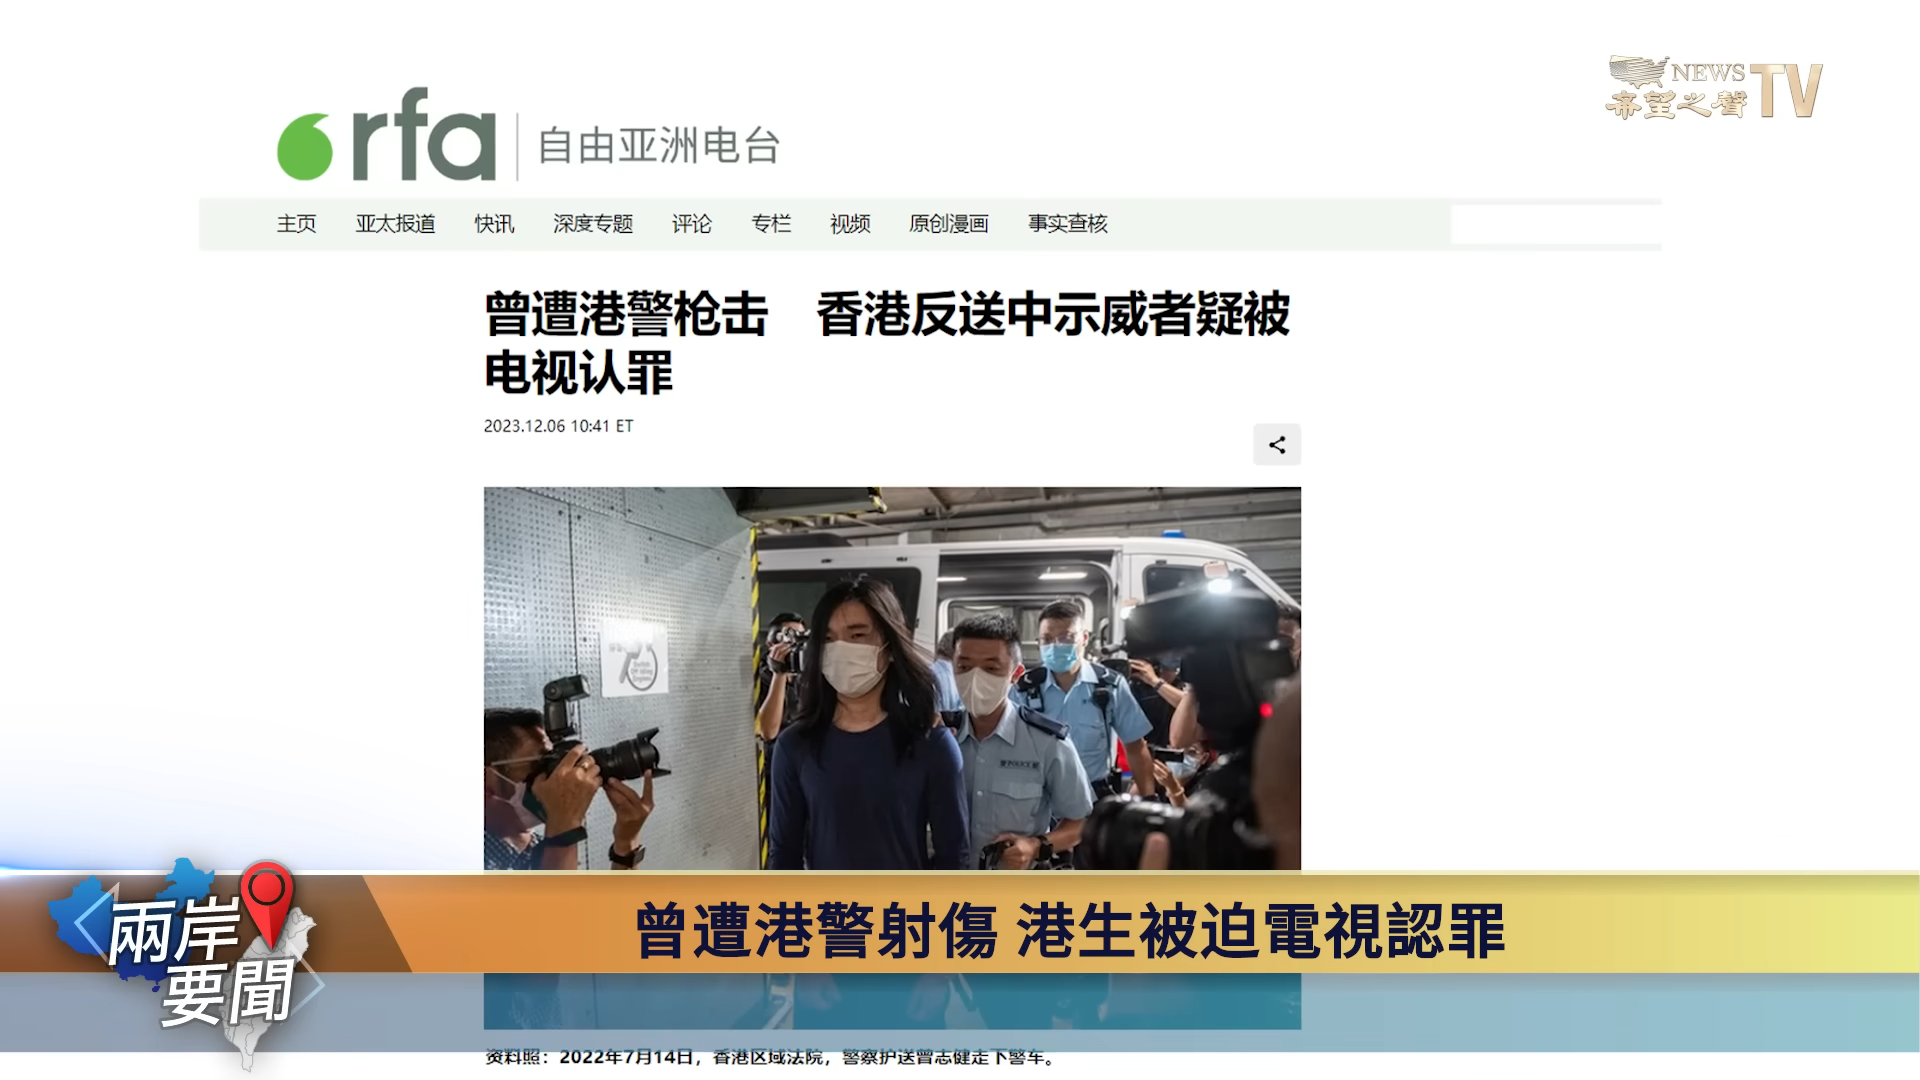 NEWS
希望之聲TV
rfa 自由亚洲电台
主页 亚太报道 快讯 深度专题 评论 专栏 视频 原创漫画 事实查核
曾遭港警枪击 香港反送中示威者疑被
电视认罪
2023.12.06 10:41 ET
POLICE
兩岸
要聞
曾遭港警射傷 港生被迫電視認罪
资料照：2022年7月14日，香港区域法院，警察护送曾志健走下警车。